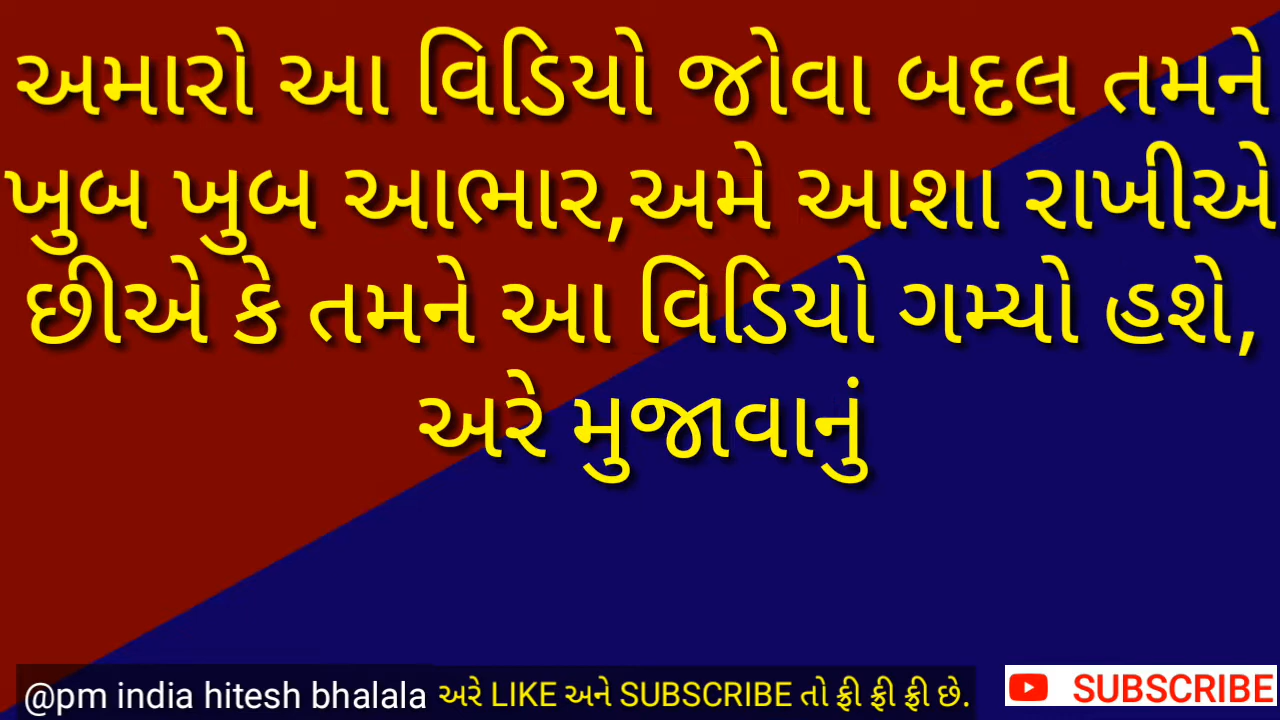 અમારો આ વિડિયો જોવા બદલ તમને
ખુબ ખુબ આભાર,અમે આશા રાખીએ
છીએ કે તમને આ વિડિયો ગમ્યો હશે,
અરે મુજાવાનું
@pm india hitesh bhalala અરે LIKE અને SUBSCRIBE તો ફ્રી ફ્રી ફ્રી છે.
SUBSCRIBE